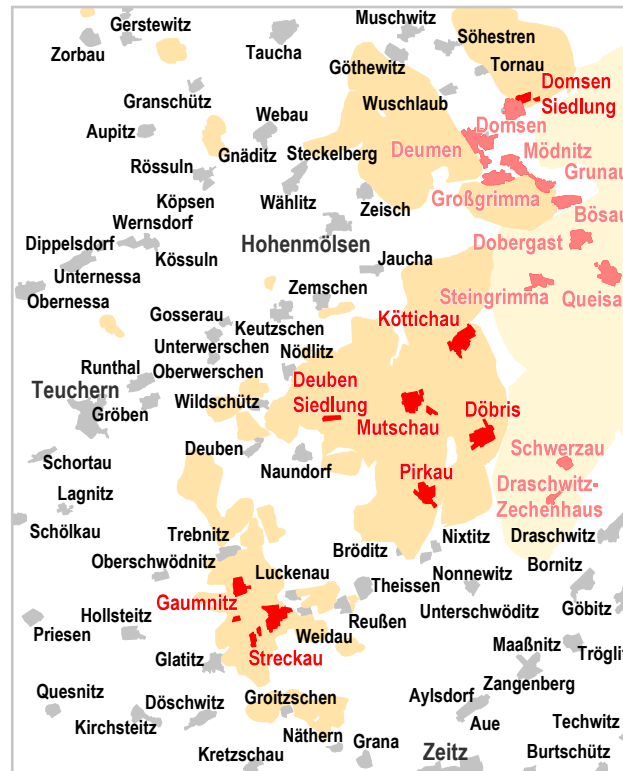 Gerstewitz
Muschwitz
Zorbau
Taucha
Söhestren
Göthewitz
Tornau
Domsen
Siedlung
Granschütz
Wuschlaub
Webau
Domsen
Aupitz
Gnäditz
Steckelberg
Deumen
Mödnitz
Rössuln
Grunau
Köpsen
Wählitz
Zeisch
Großgrimma
Bösau
Wernsdorf
Dippelsdorf
Hohenmölsen
Dobergast
Kössuln
Jaucha
Unternessa
Obernessa
Zemschen
Steingrimma
Queisa
Gosserau
Keutzschen
Köttichau
Unterwerschen
Nödlitz
Runthal
Oberwerschen
Teuchern
Deuben
Siedlung
Wildschütz
Gröben
Mutschau
Döbris
Deuben
Schwerzau
Schortau
Naundorf
Pirkau
Draschwitz-
Zechenhaus
Lagnitz
Schölkau
Trebnitz
Nixtitz
Draschwitz
Oberschwödnitz
Bröditz
Luckenau
Theissen
Nonnewitz
Bornitz
Gaumnitz
Göbitz
Hollsteitz
Reußen
Unterschwöditz
Priesen
Weidau
Maaßnitz
Tröglit
Glatitz
Streckau
Zangenberg
Quesnitz
Groitzschen
Aylsdorf
Döschwitz
Kirchsteitz
Aue
Techwitz
Näthern
Grana
Kretzschau
Zeitz
Burtschütz